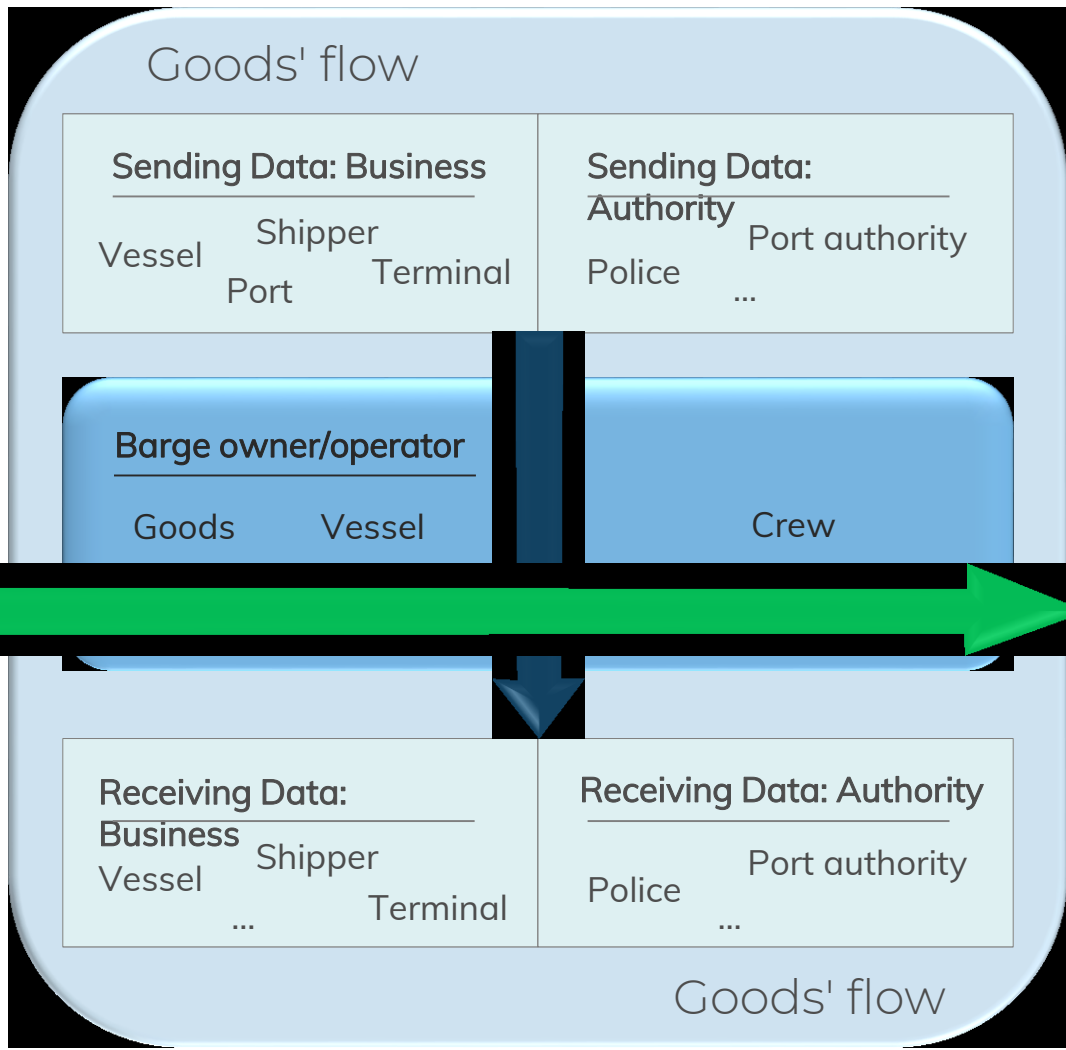 Goods' flow
Sending Data: Business
Vessel
Shipper
Port
Terminal
Sending Data:
Authority
Port authority
Police
...
Barge owner/operator
Goods
Vessel
Crew
Receiving Data:
Business
Vessel
Shipper
...
Terminal
Receiving Data: Authority
Port authority
Police
...
Goods' flow